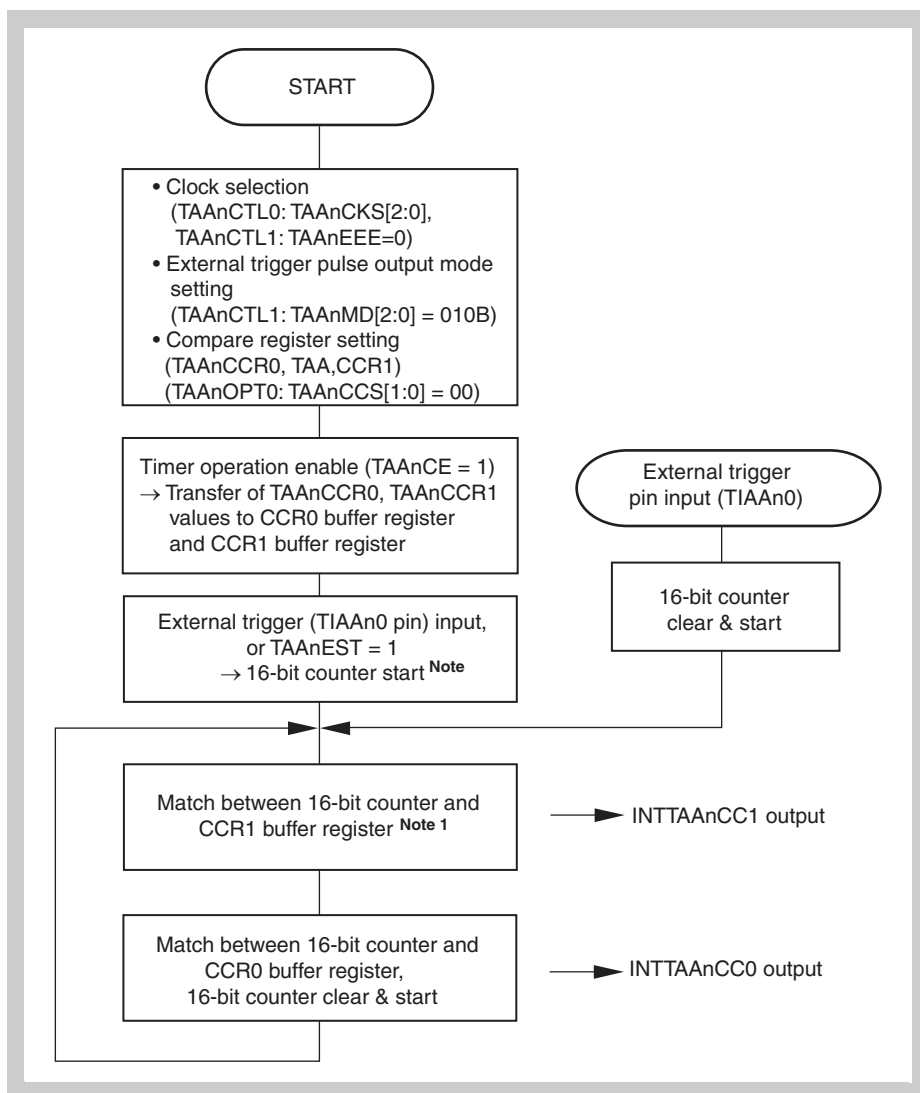 START
• Clock selection
(TAAnCTL0: TAAnCKS[2:0],
TAAnCTL1: TAAnEEE=0)
• External trigger pulse output mode
setting
(TAAnCTL1: TAAnMD[2:0] = 010B)
• Compare register setting
(TAAnCCR0, TAA,CCR1)
(TAAnOPT0: TAAnCCS[1:0] = 00)
Timer operation enable (TAAnCE = 1)
→ Transfer of TAAnCCR0, TAAnCCR1
values to CCR0 buffer register
and CCR1 buffer register
External trigger
pin input (TIAAn0)
16-bit counter
clear & start
External trigger (TIAAn0 pin) input,
or TAAnEST = 1
→ 16-bit counter start Note
Match between 16-bit counter and
CCR1 buffer register Note 1
INTTAAnCC1 output
Match between 16-bit counter and
CCR0 buffer register,
16-bit counter clear & start
INTTAAnCC0 output